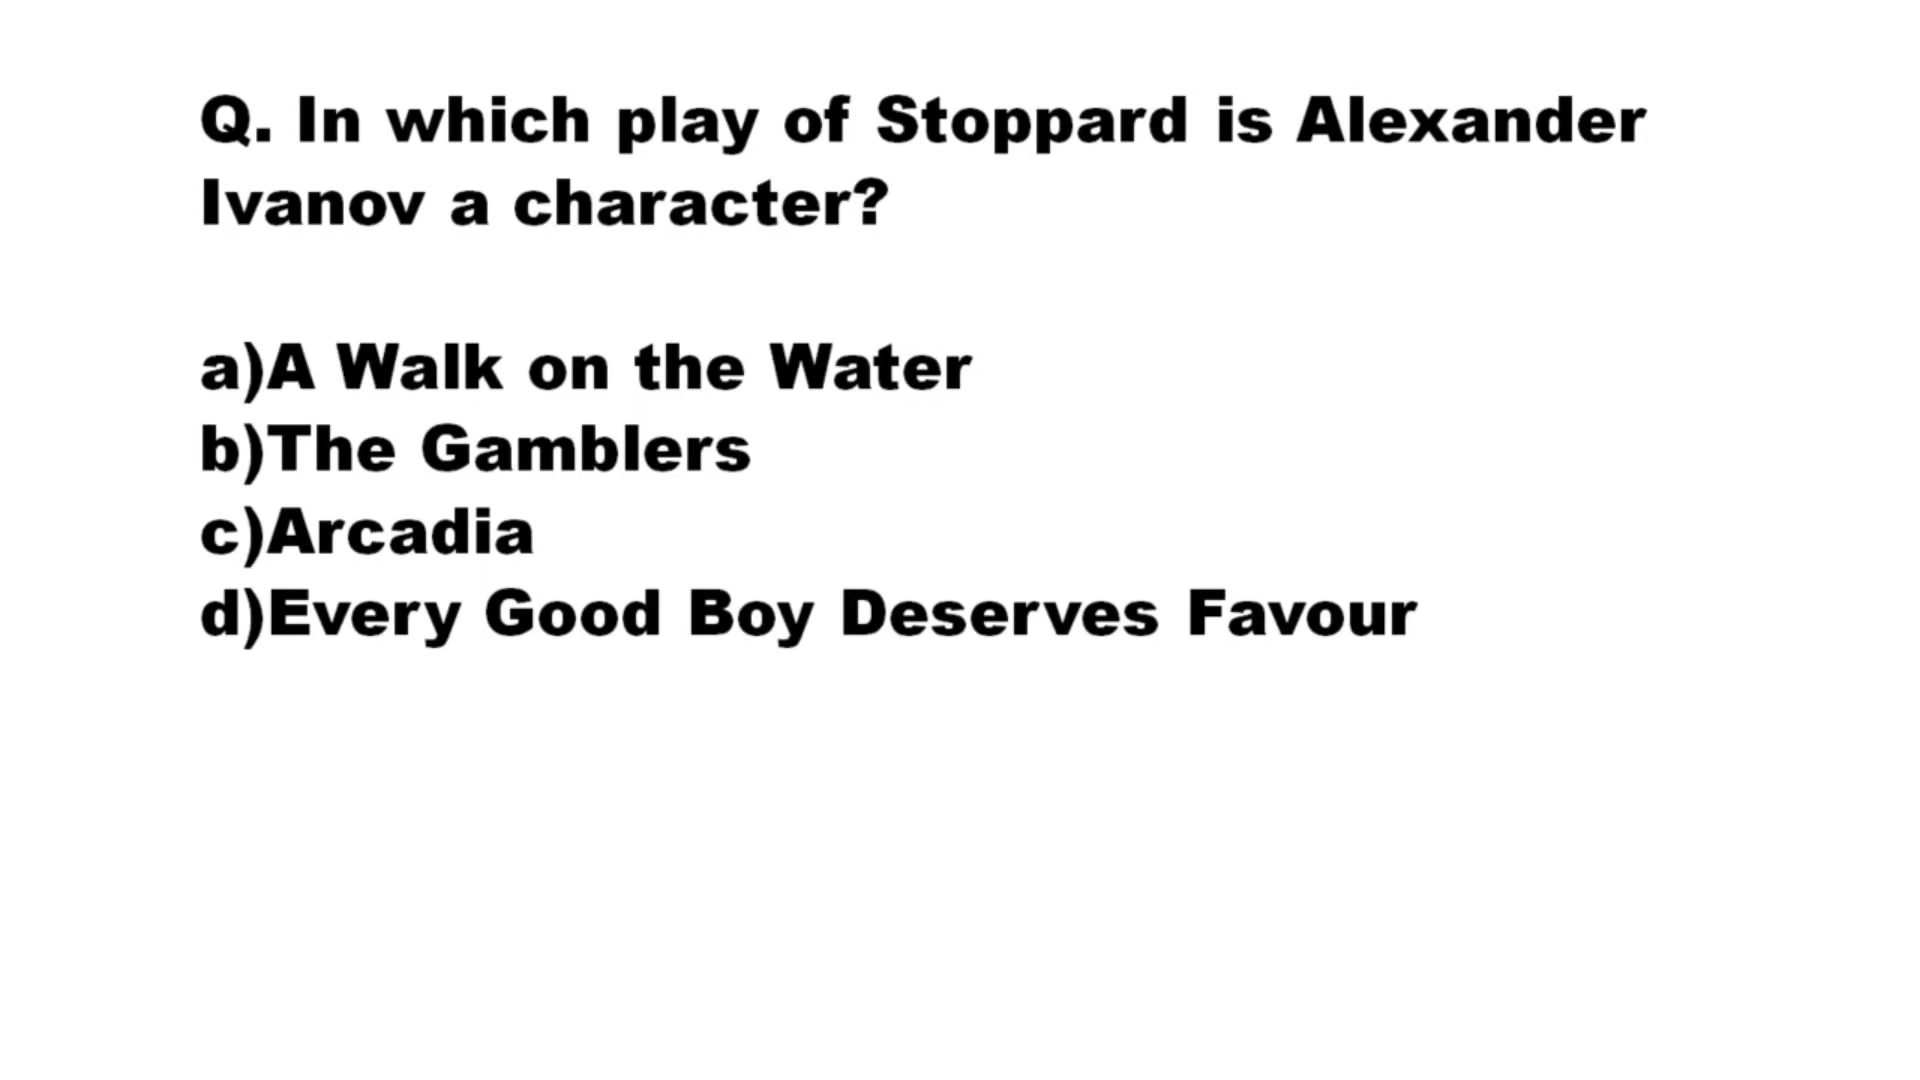 Q. In which play of Stoppard is Alexander
Ivanov a character?
a)A Walk on the Water
b)The Gamblers
c)Arcadia
d)Every Good Boy Deserves Favour